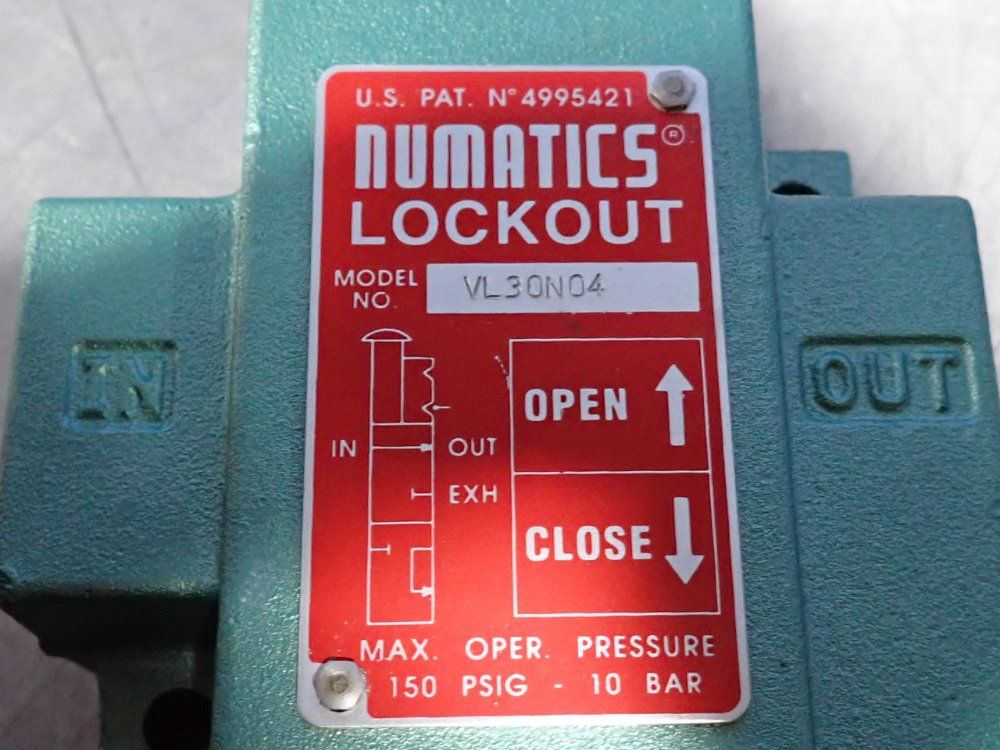 U.S. PAT. N° 4995421
NUMATICS®
LOCKOUT
MODEL NO. VL30N04
IN OUT
EXH
OPEN
CLOSE
MAX. OPER. PRESSURE
150 PSIG - 10 BAR
IN
OUT